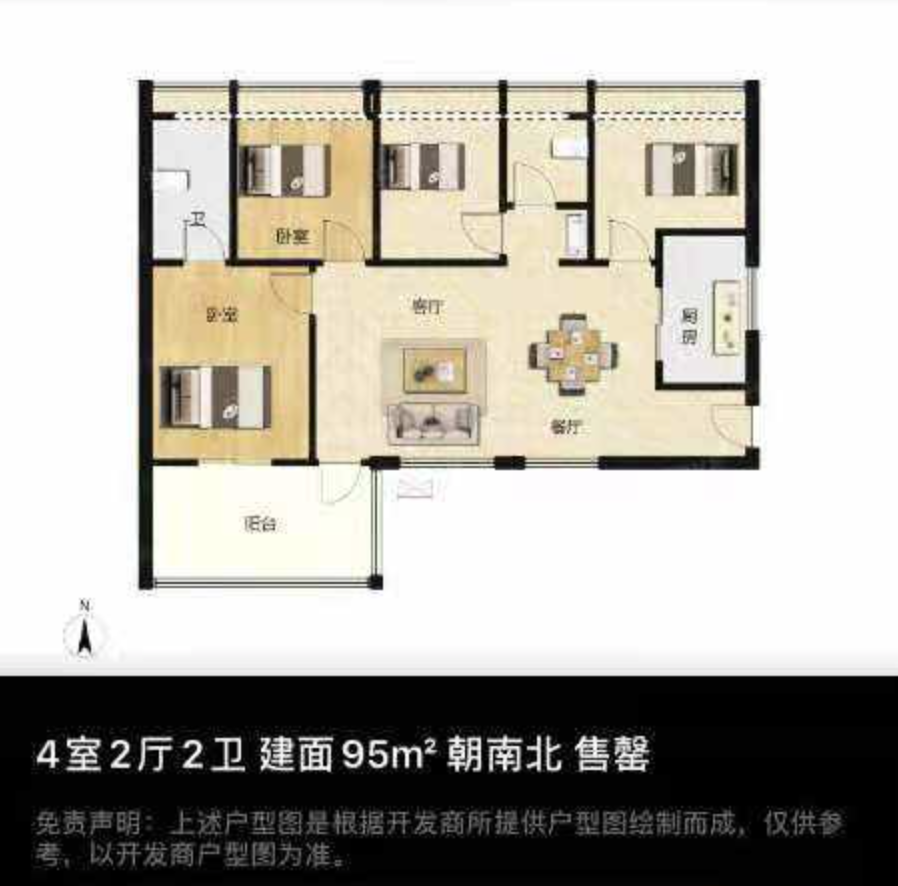 卫
卧室
卧室
客厅
厨房
餐厅
阳台
N
4室2厅2卫 建面95m² 朝南北 售罄
免责声明：上述户型图是根据开发商所提供户型图绘制而成，仅供参
考，以开发商户型图为准。